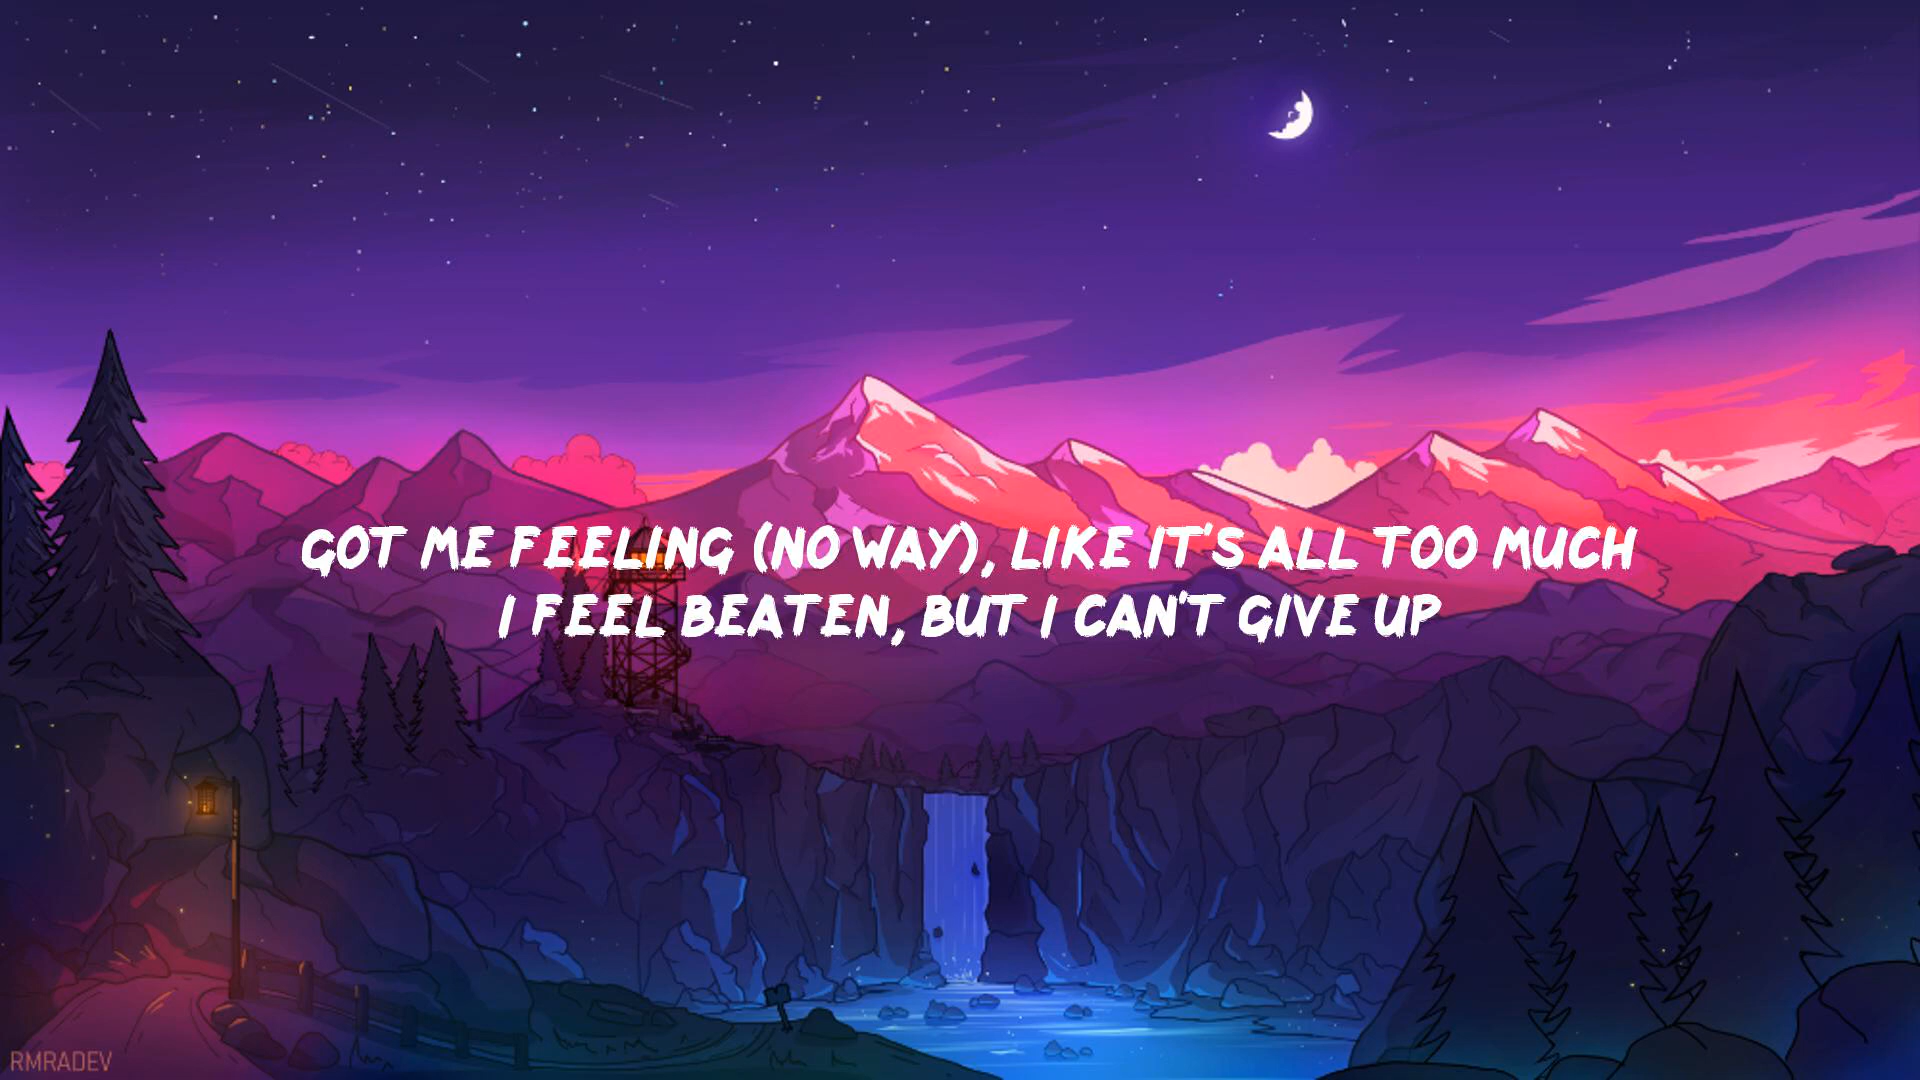 GOT ME FEELING (NO WAY), LIKE IT'S ALL TOO MUCH
I FEEL BEATEN, BUT I CAN'T GIVE UP
RMRADEV